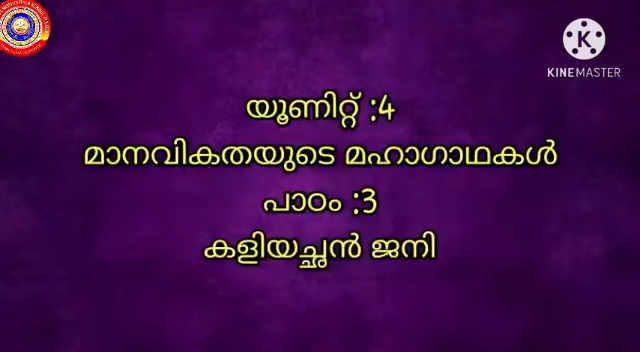 KINEMASTER
യൂണിറ്റ് :4
മാനവികതയുടെ മഹാഗാഥകൾ
പാഠം :3
കളിയച്ഛൻ ജനി